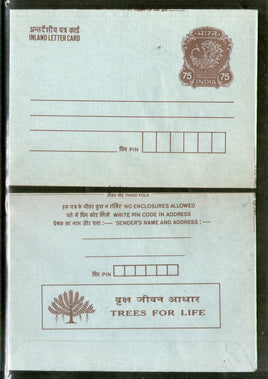 अन्तर्देशीय पत्र कार्ड
INLAND LETTER CARD
भारत
75 75
INDIA
पिन PIN
तीसरा मोड़ THIRD FOLD
इस पत्र के भीतर कुछ न रखिये NO ENCLOSURES ALLOWED
पते में पिन कोड लिखें WRITE PIN CODE IN ADDRESS
प्रेषक का नाम और पता :— SENDER'S NAME AND ADDRESS :—
पिन PIN
वृक्ष जीवन आधार
TREES FOR LIFE